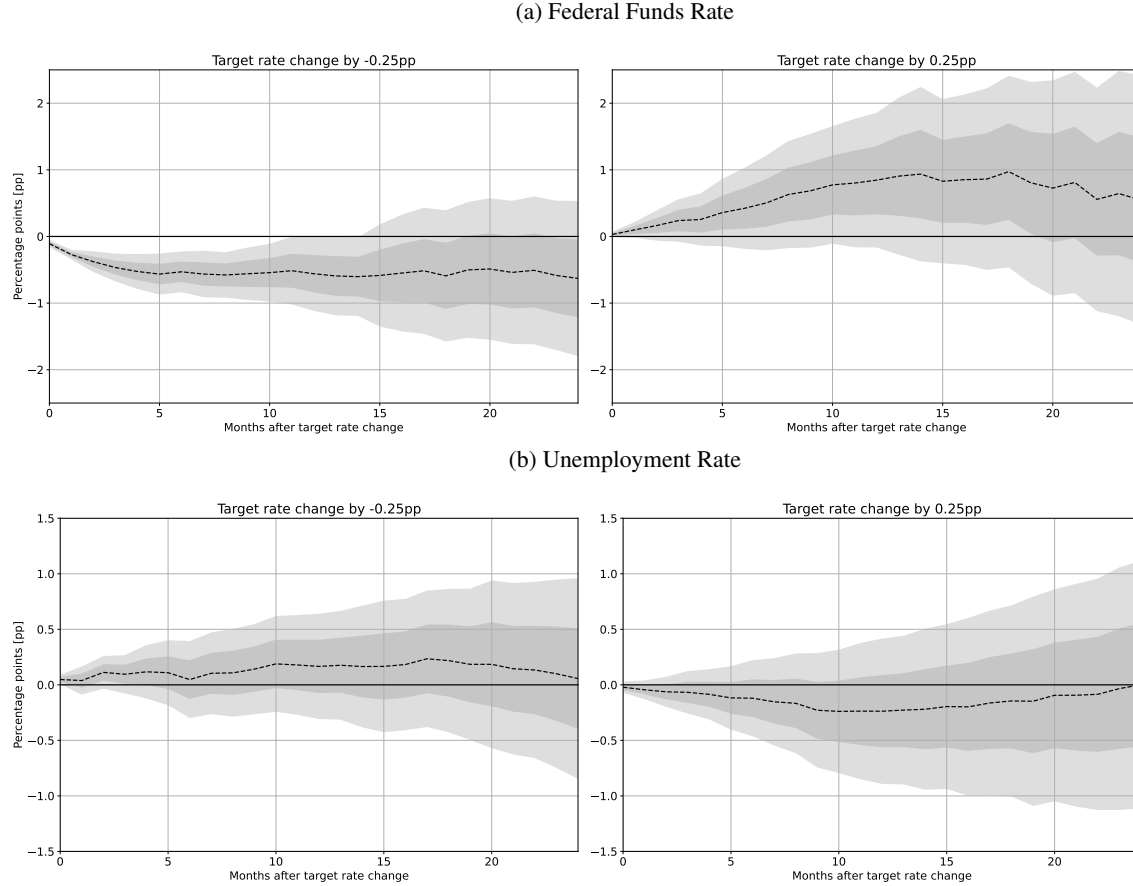 (a) Federal Funds Rate
Target rate change by -0.25pp
Percentage points [pp]
2
1
0
−1
−2
0 5 10 15 20
Months after target rate change
Target rate change by 0.25pp
2
1
0
−1
−2
0 5 10 15 20
Months after target rate change
(b) Unemployment Rate
Target rate change by -0.25pp
Percentage points [pp]
1.5
1.0
0.5
0.0
−0.5
−1.0
−1.5
0 5 10 15 20
Months after target rate change
Target rate change by 0.25pp
1.5
1.0
0.5
0.0
−0.5
−1.0
−1.5
0 5 10 15 20
Months after target rate change